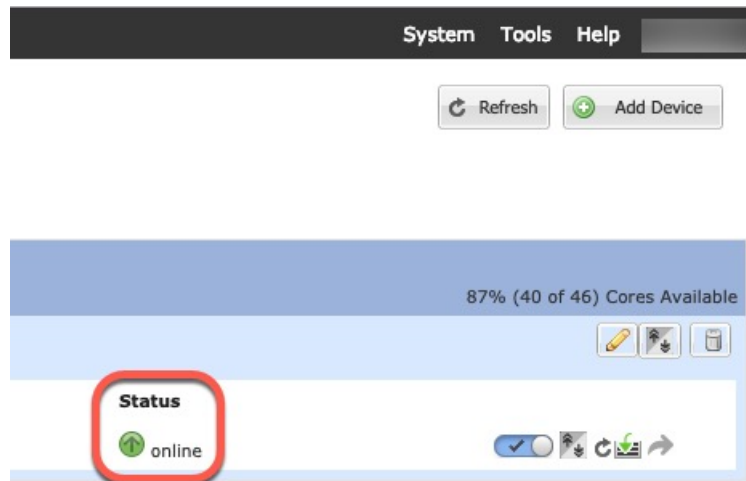 System Tools Help
Refresh Add Device
87% (40 of 46) Cores Available
Status
online